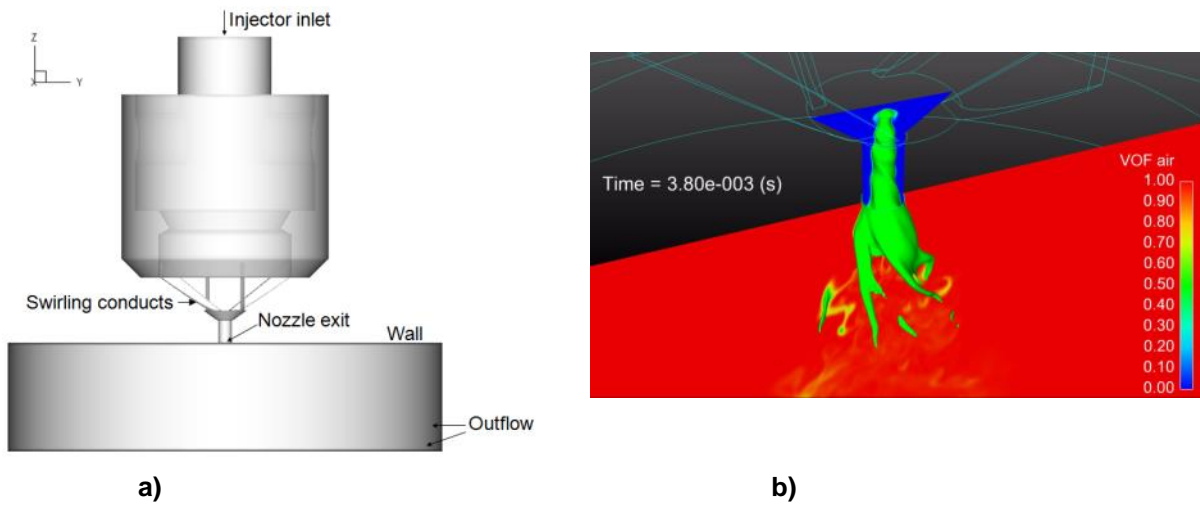 Injector inlet
Z
X
Y
Swirling conducts
Nozzle exit
Wall
Outflow
a)
Time = 3.80e-003 (s)
VOF air
1.00
0.90
0.80
0.70
0.60
0.50
0.40
0.30
0.20
0.10
0.00
b)